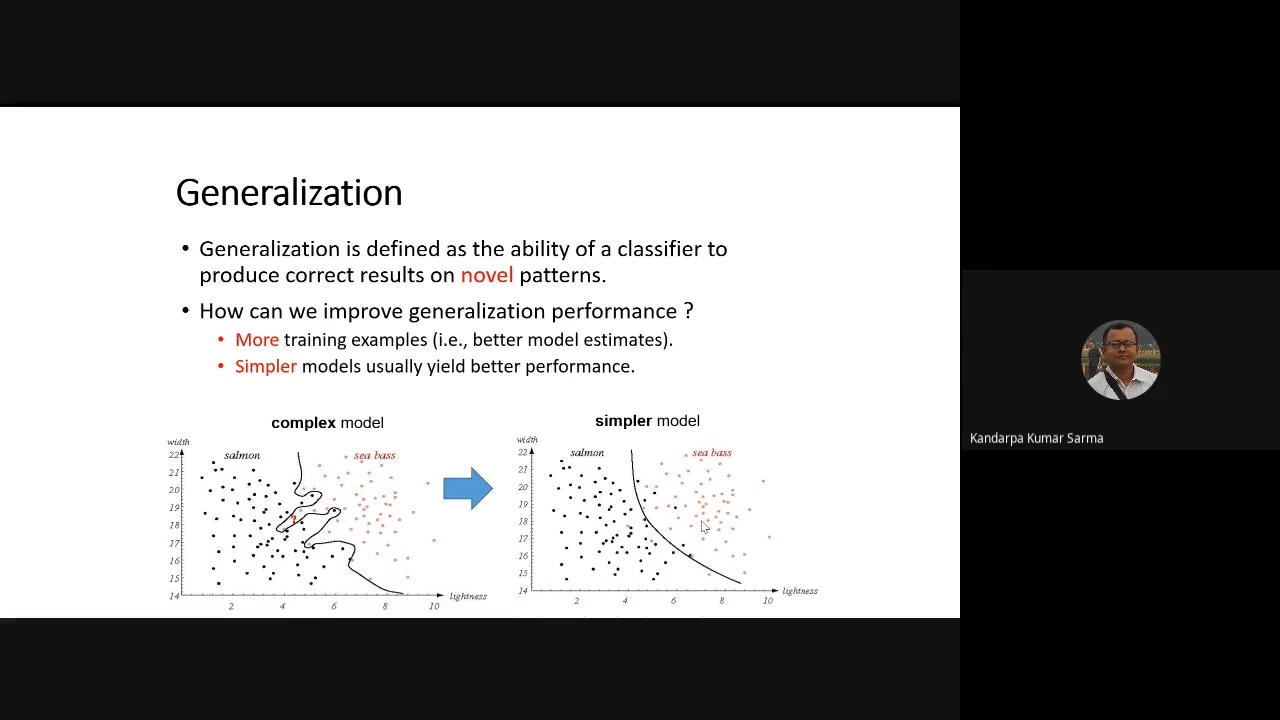 Generalization
• Generalization is defined as the ability of a classifier to
produce correct results on novel patterns.
• How can we improve generalization performance ?
• More training examples (i.e., better model estimates).
• Simpler models usually yield better performance.
complex model
width
salmon
sea bass
22
21
20
19
18
17
16
15
14
?
2 4 6 8 10
lightness
simpler model
width
salmon
sea bass
22
21
20
19
18
17
16
15
14
2 4 6 8 10
lightness
Kandarpa Kumar Sarma